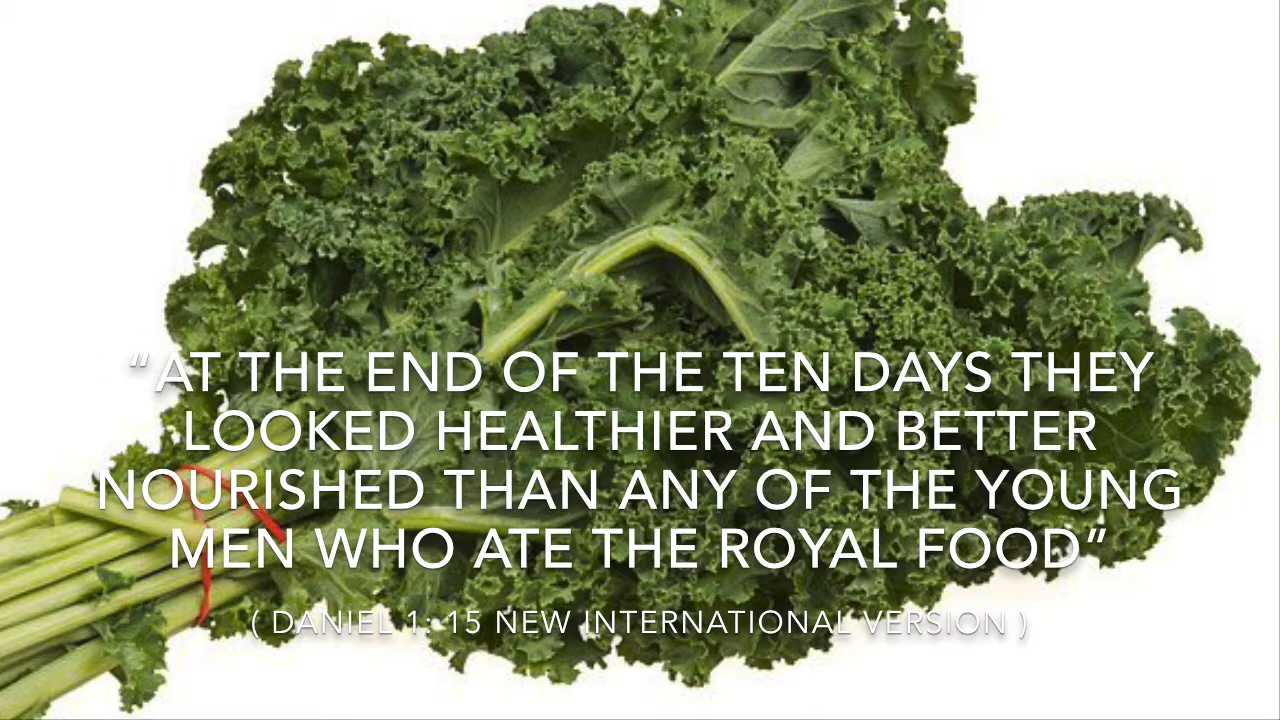 “AT THE END OF THE TEN DAYS THEY
LOOKED HEALTHIER AND BETTER
NOURISHED THAN ANY OF THE YOUNG
MEN WHO ATE THE ROYAL FOOD”
( DANIEL 1: 15 NEW INTERNATIONAL VERSION )